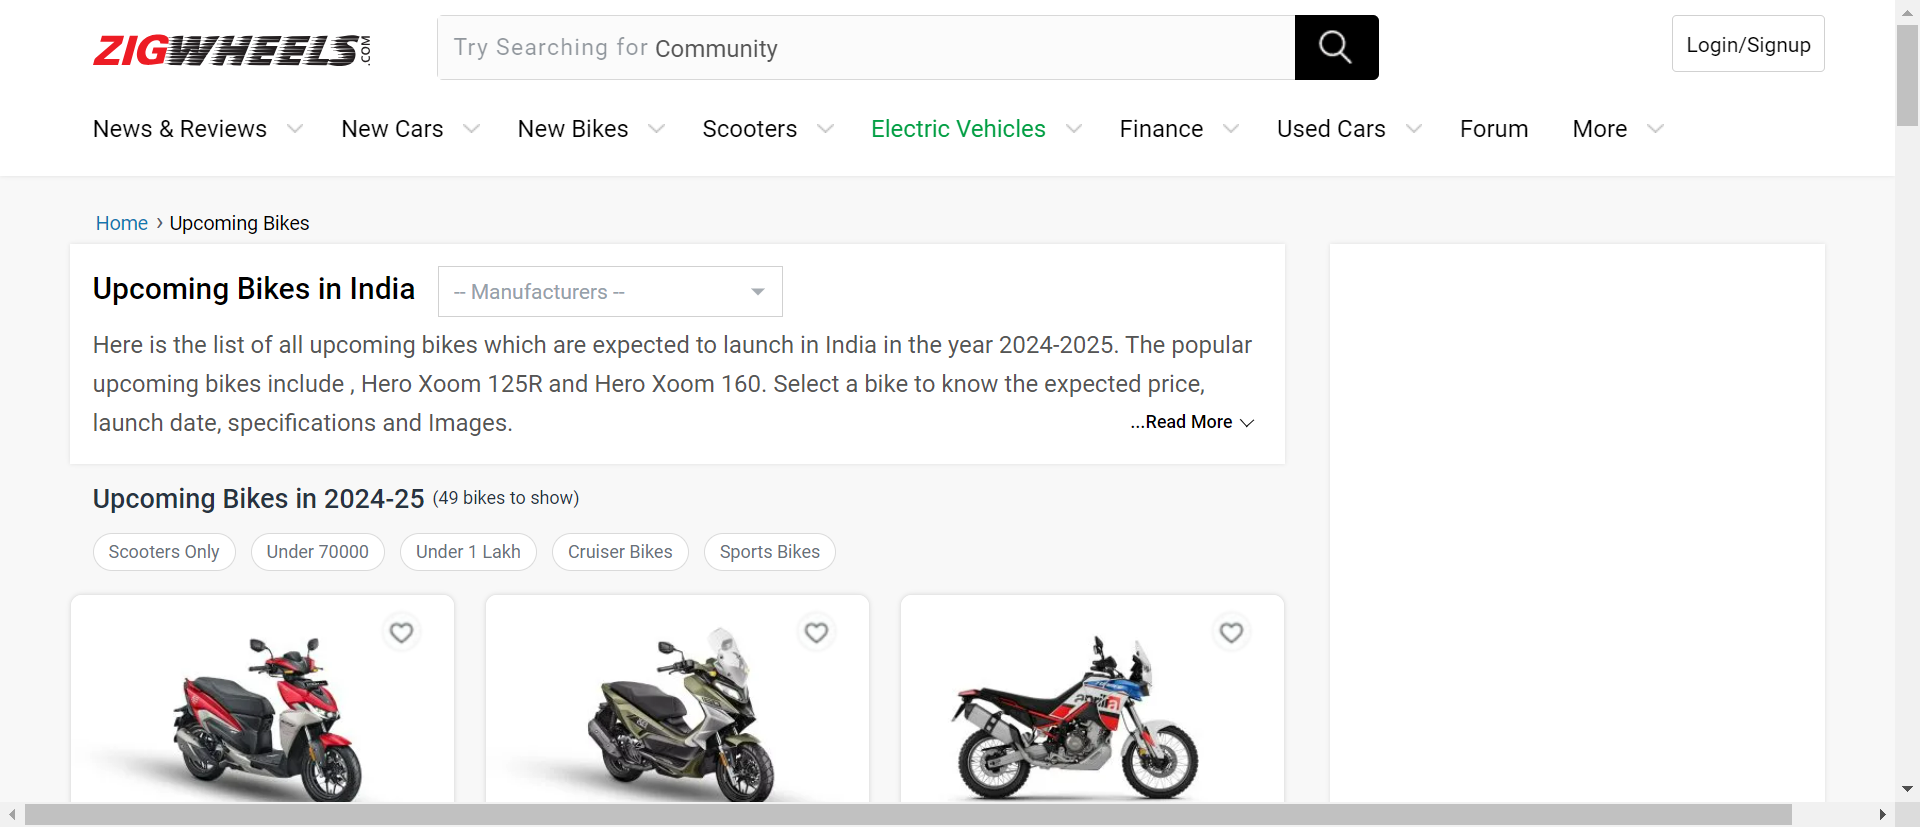 ZIGWHEELS.COM
Try Searching for Community
Login/Signup
News & Reviews New Cars New Bikes Scooters Electric Vehicles Finance Used Cars Forum More
Home › Upcoming Bikes
Upcoming Bikes in India
-- Manufacturers --
Here is the list of all upcoming bikes which are expected to launch in India in the year 2024-2025. The popular
upcoming bikes include , Hero Xoom 125R and Hero Xoom 160. Select a bike to know the expected price,
launch date, specifications and Images.
...Read More
Upcoming Bikes in 2024-25 (49 bikes to show)
Scooters Only Under 70000 Under 1 Lakh Cruiser Bikes Sports Bikes
aprilia